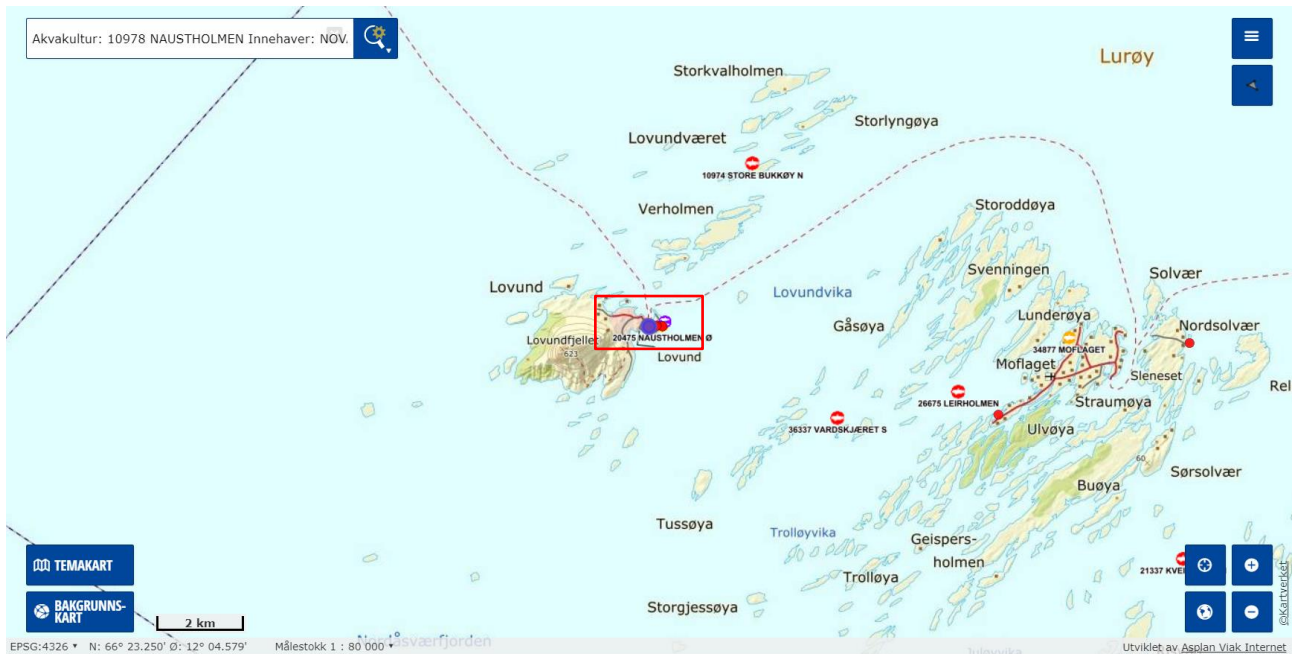 Akvakultur: 10978 NAUSTHOLMEN Innehaver: NOV.
Lurøy
Storkvalholmen
Storlyngøya
Lovundværet
10974 STORE BUKKØY N
Verholmen
Storoddøya
Svenningen
Solvær
Lovund
Lovundvika
Lunderøya
Gåsøya
Nordsolvær
Lovundfjellet
623
20475 NAUSTHOLMEN Ø
Lovund
34877 MOFLAGET
Moflaget
Sleneset
Rel
26675 LEIRHOLMEN
Straumøya
36337 VARDSKJÆRET S
Ulvøya
60
Sørsolvær
Buøya
Tussøya
Trolløyvika
Geispers-
holmen
TEMAKART
21337 KVEI
Trolløya
BAKGRUNNS-
KART
Storgjessøya
2 km
©Kartverket
Nordåsværfjorden
EPSG:4326 N: 66° 23.250' Ø: 12° 04.579' Målestokk 1 : 80 000
Utviklet av Asplan Viak Internet